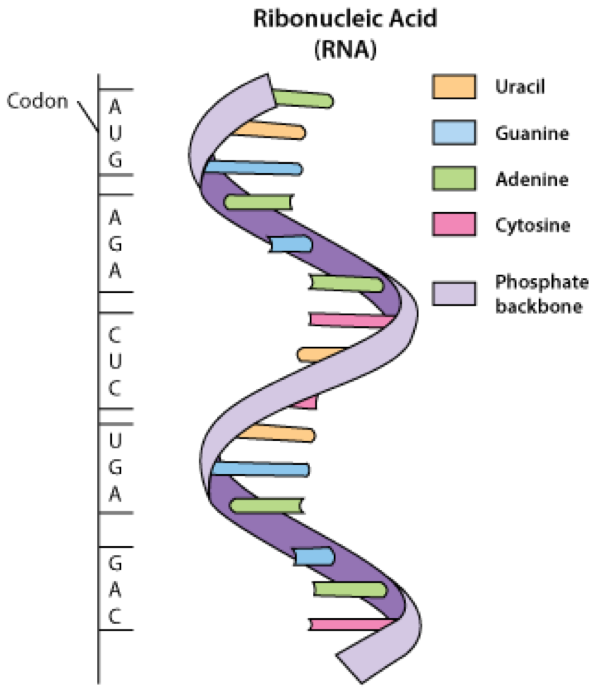 Ribonucleic Acid
(RNA)
Codon
A
U
G
A
G
A
C
U
C
U
G
A
G
A
C
Uracil
Guanine
Adenine
Cytosine
Phosphate
backbone